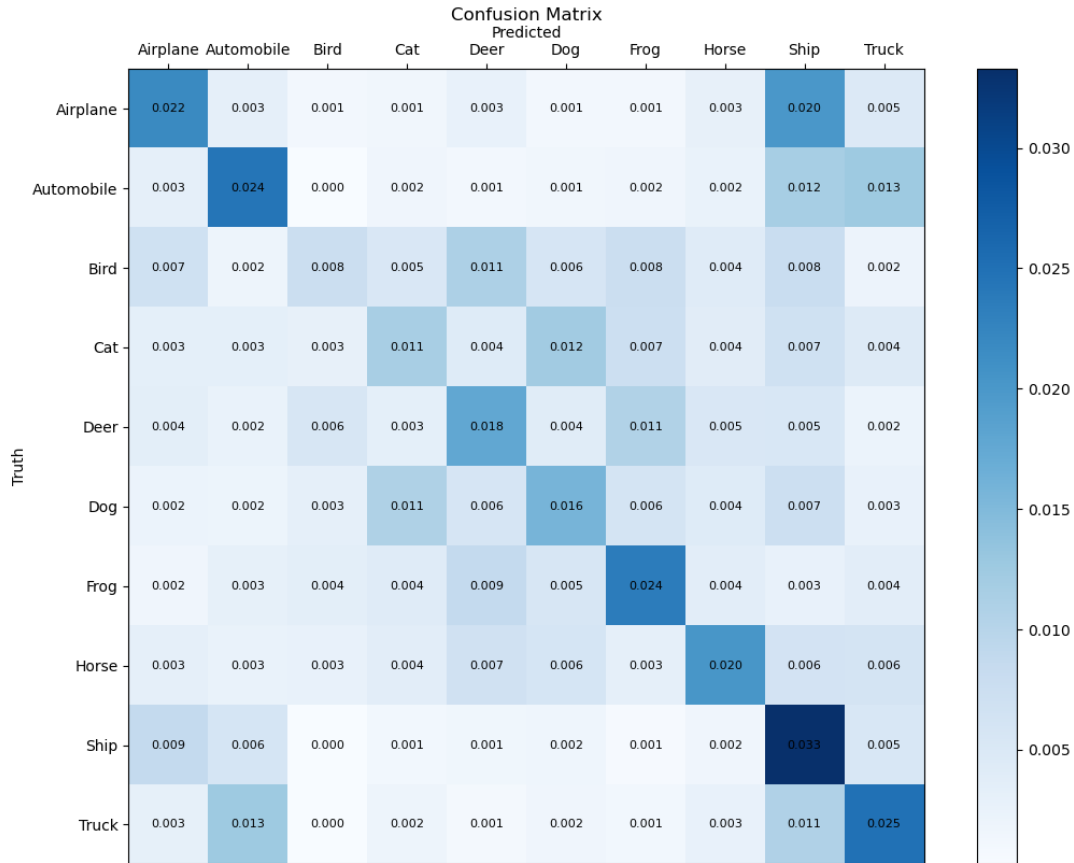 Confusion Matrix
Predicted
Airplane Automobile Bird Cat Deer Dog Frog Horse Ship Truck
Airplane 0.022 0.003 0.001 0.001 0.003 0.001 0.001 0.003 0.020 0.005
0.030
Automobile 0.003 0.024 0.000 0.002 0.001 0.001 0.002 0.002 0.012 0.013
0.025
Bird 0.007 0.002 0.008 0.005 0.011 0.006 0.008 0.004 0.008 0.002
Cat 0.003 0.003 0.003 0.011 0.004 0.012 0.007 0.004 0.007 0.004
0.020
Deer 0.004 0.002 0.006 0.003 0.018 0.004 0.011 0.005 0.005 0.002
Truth
0.015
Dog 0.002 0.002 0.003 0.011 0.006 0.016 0.006 0.004 0.007 0.003
Frog 0.002 0.003 0.004 0.004 0.009 0.005 0.024 0.004 0.003 0.004
0.010
Horse 0.003 0.003 0.003 0.004 0.007 0.006 0.003 0.020 0.006 0.006
Ship 0.009 0.006 0.000 0.001 0.001 0.002 0.001 0.002 0.033 0.005
0.005
Truck 0.003 0.013 0.000 0.002 0.001 0.002 0.001 0.003 0.011 0.025